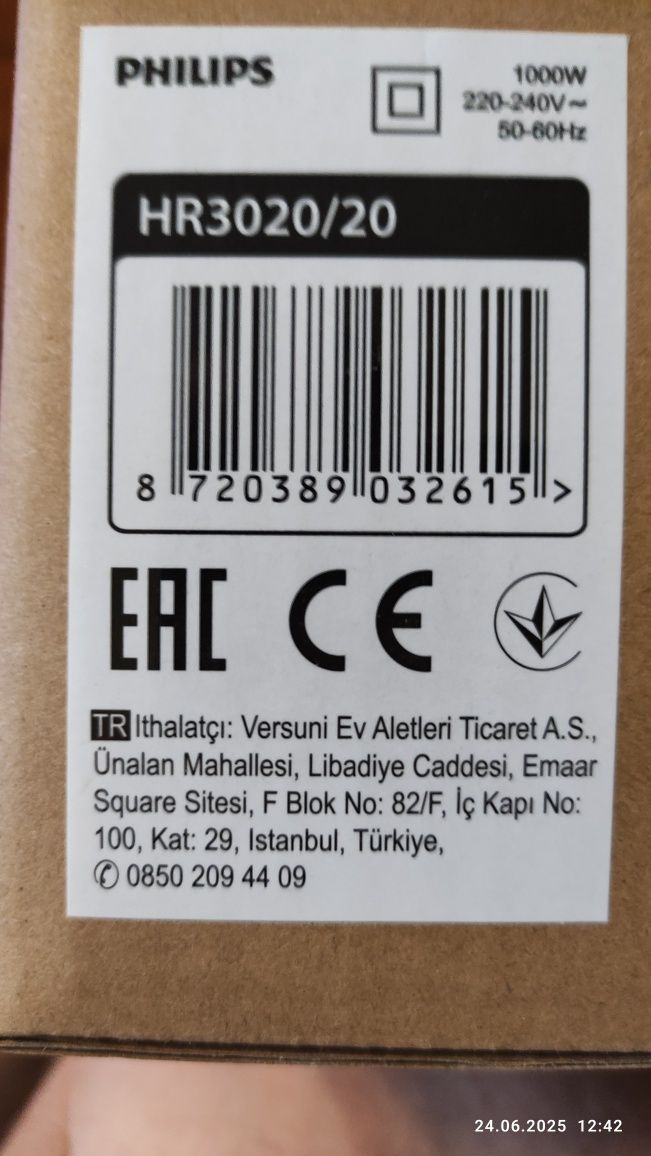 PHILIPS
1000W
220-240V~
50-60Hz
HR3020/20
8 720389 032615 >
EAC
CE
TR Ithalatçı: Versuni Ev Aletleri Ticaret A.S.,
Ünalan Mahallesi, Libadiye Caddesi, Emaar
Square Sitesi, F Blok No: 82/F, İç Kapı No:
100, Kat: 29, Istanbul, Türkiye,
✆ 0850 209 44 09
24.06.2025 12:42